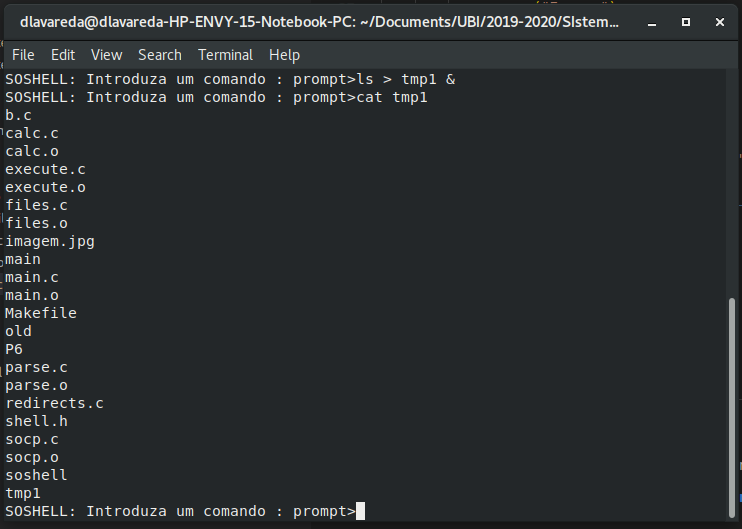 dlavareda@dlavareda-HP-ENVY-15-Notebook-PC: ~/Documents/UBI/2019-2020/SIstem...
File Edit View Search Terminal Help
SOSHELL: Introduza um comando : prompt>ls > tmp1 &
SOSHELL: Introduza um comando : prompt>cat tmp1
b.c
calc.c
calc.o
execute.c
execute.o
files.c
files.o
imagem.jpg
main
main.c
main.o
Makefile
old
P6
parse.c
parse.o
redirects.c
shell.h
socp.c
socp.o
soshell
tmp1
SOSHELL: Introduza um comando : prompt>